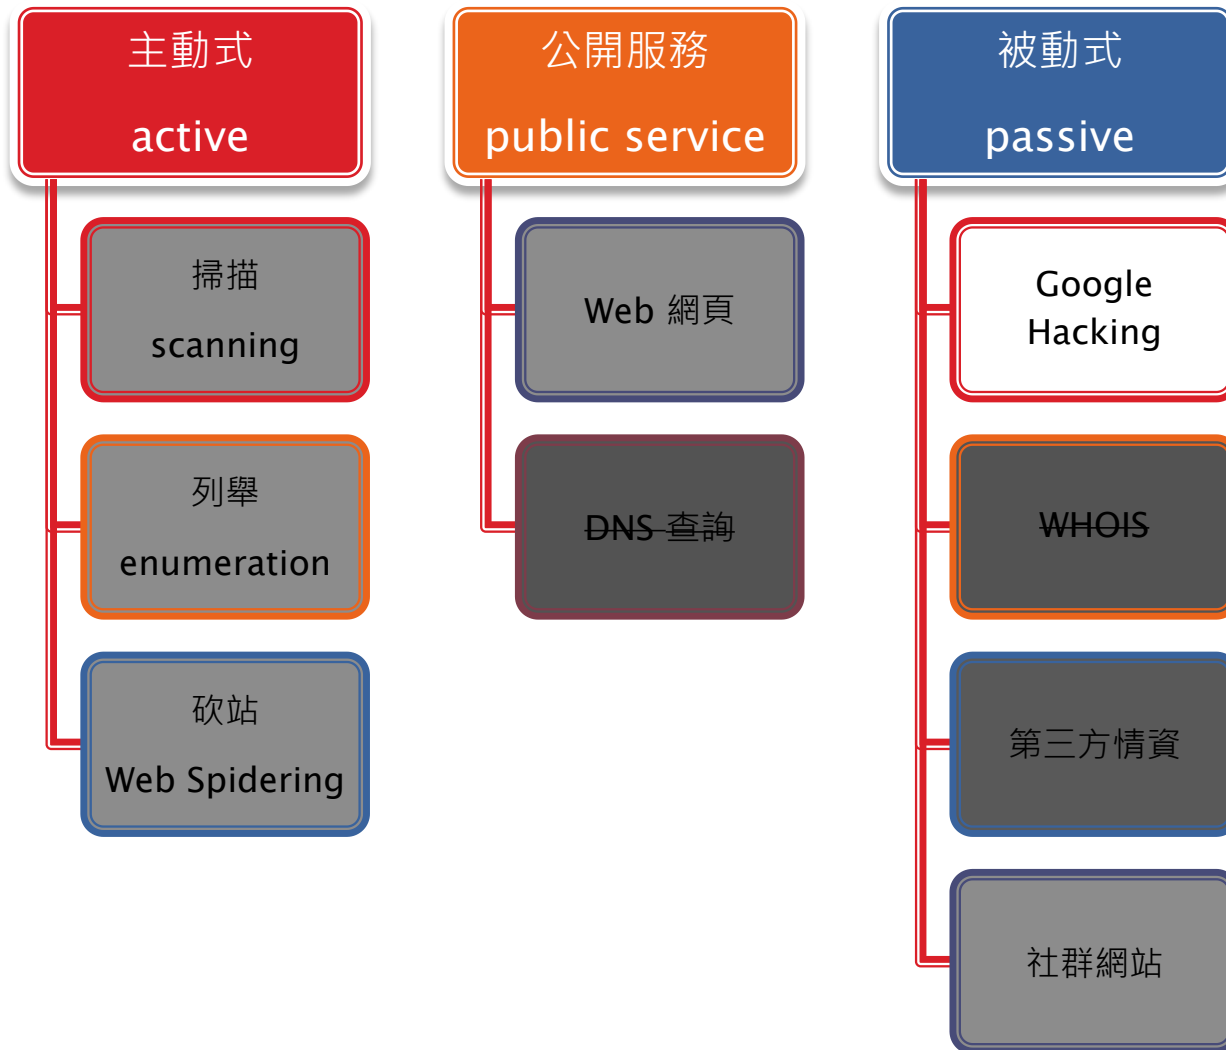 主動式
active
掃描
scanning
列舉
enumeration
砍站
Web Spidering
公開服務
public service
Web 網頁
DNS 查詢
被動式
passive
Google
Hacking
WHOIS
第三方情資
社群網站